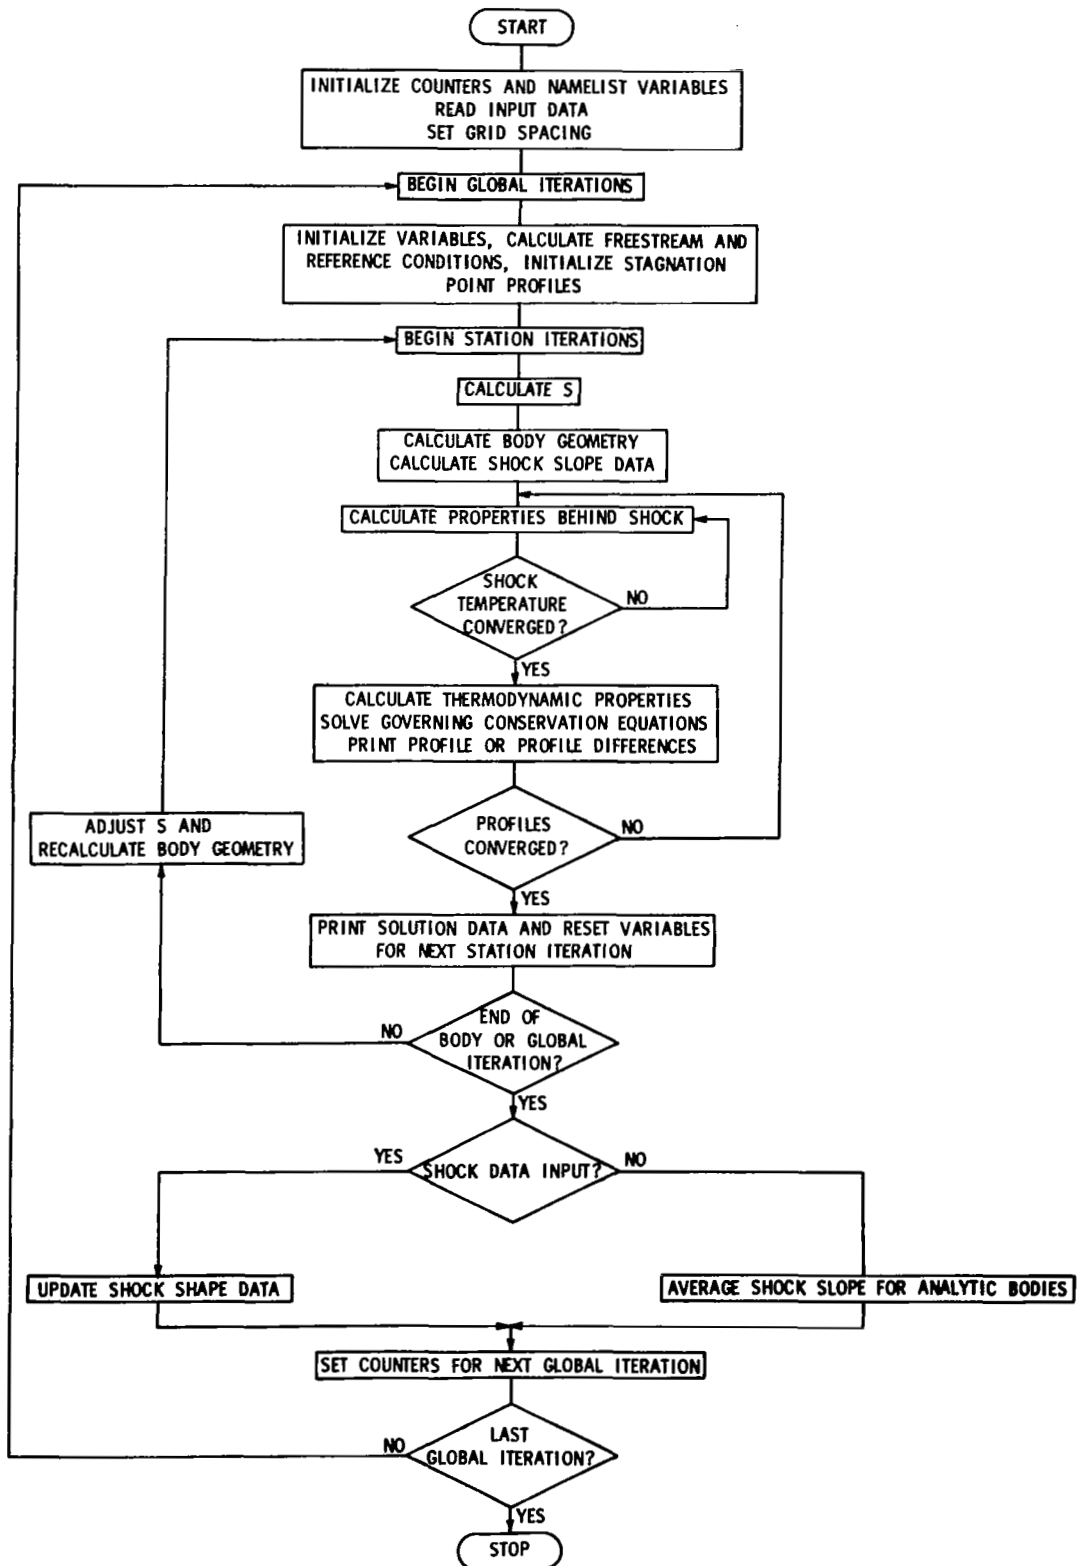 START
INITIALIZE COUNTERS AND NAMELIST VARIABLES
READ INPUT DATA
SET GRID SPACING
BEGIN GLOBAL ITERATIONS
INITIALIZE VARIABLES, CALCULATE FREESTREAM AND
REFERENCE CONDITIONS, INITIALIZE STAGNATION
POINT PROFILES
BEGIN STATION ITERATIONS
CALCULATE S
CALCULATE BODY GEOMETRY
CALCULATE SHOCK SLOPE DATA
CALCULATE PROPERTIES BEHIND SHOCK
SHOCK
TEMPERATURE
CONVERGED?
NO
YES
CALCULATE THERMODYNAMIC PROPERTIES
SOLVE GOVERNING CONSERVATION EQUATIONS
PRINT PROFILE OR PROFILE DIFFERENCES
ADJUST S AND
RECALCULATE BODY GEOMETRY
PROFILES
CONVERGED?
NO
YES
PRINT SOLUTION DATA AND RESET VARIABLES
FOR NEXT STATION ITERATION
NO
END OF
BODY OR GLOBAL
ITERATION?
YES
YES
SHOCK DATA INPUT?
NO
UPDATE SHOCK SHAPE DATA
AVERAGE SHOCK SLOPE FOR ANALYTIC BODIES
SET COUNTERS FOR NEXT GLOBAL ITERATION
NO
LAST
GLOBAL ITERATION?
YES
STOP